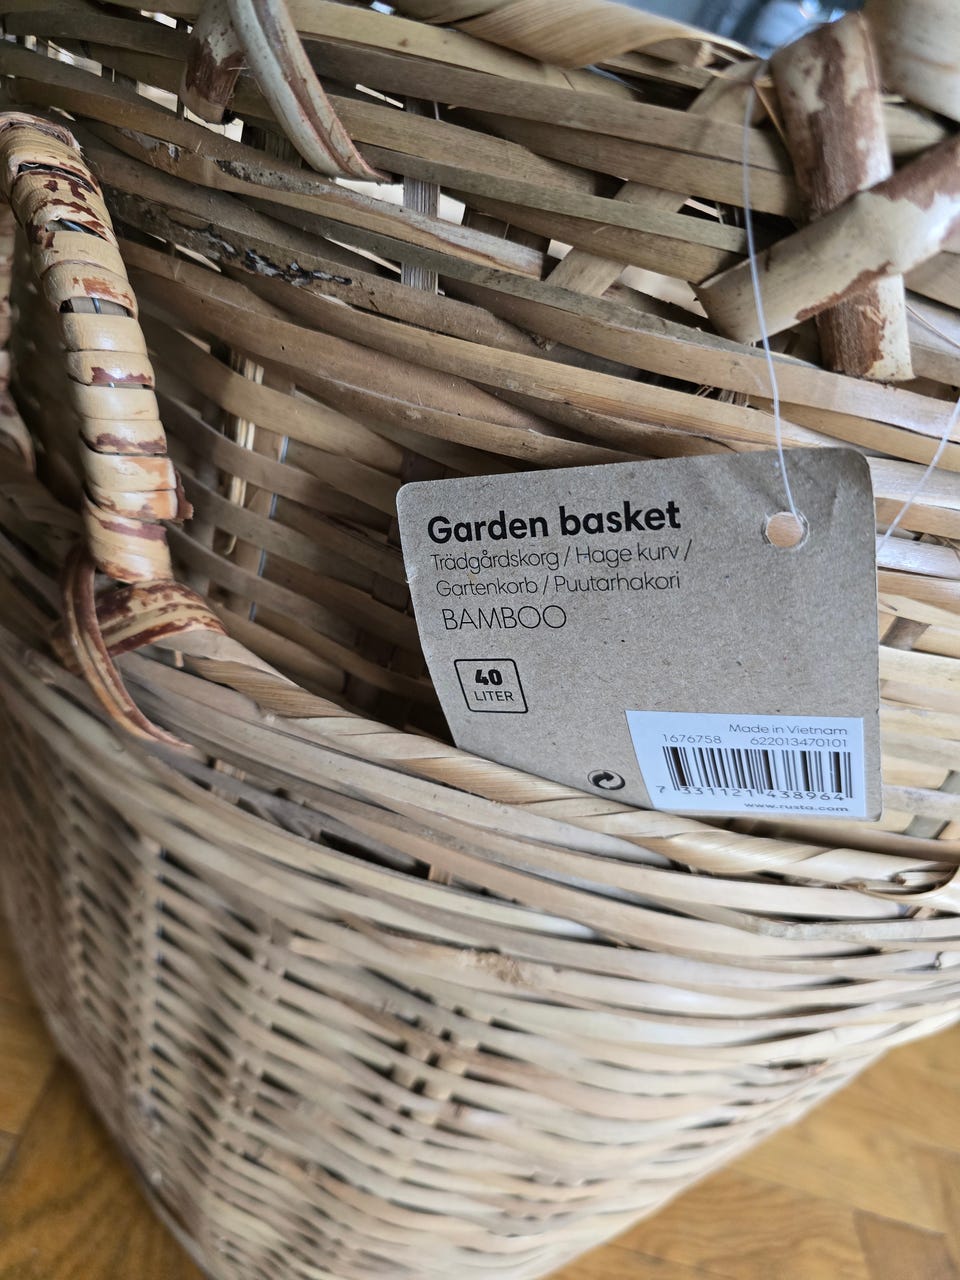 Garden basket
Trädgårdskorg / Hage kurv /
Gartenkorb / Puutarhakori
BAMBOO
40
LITER
Made in Vietnam
1676758 622013470101
7 331121 438964
www.rusta.com